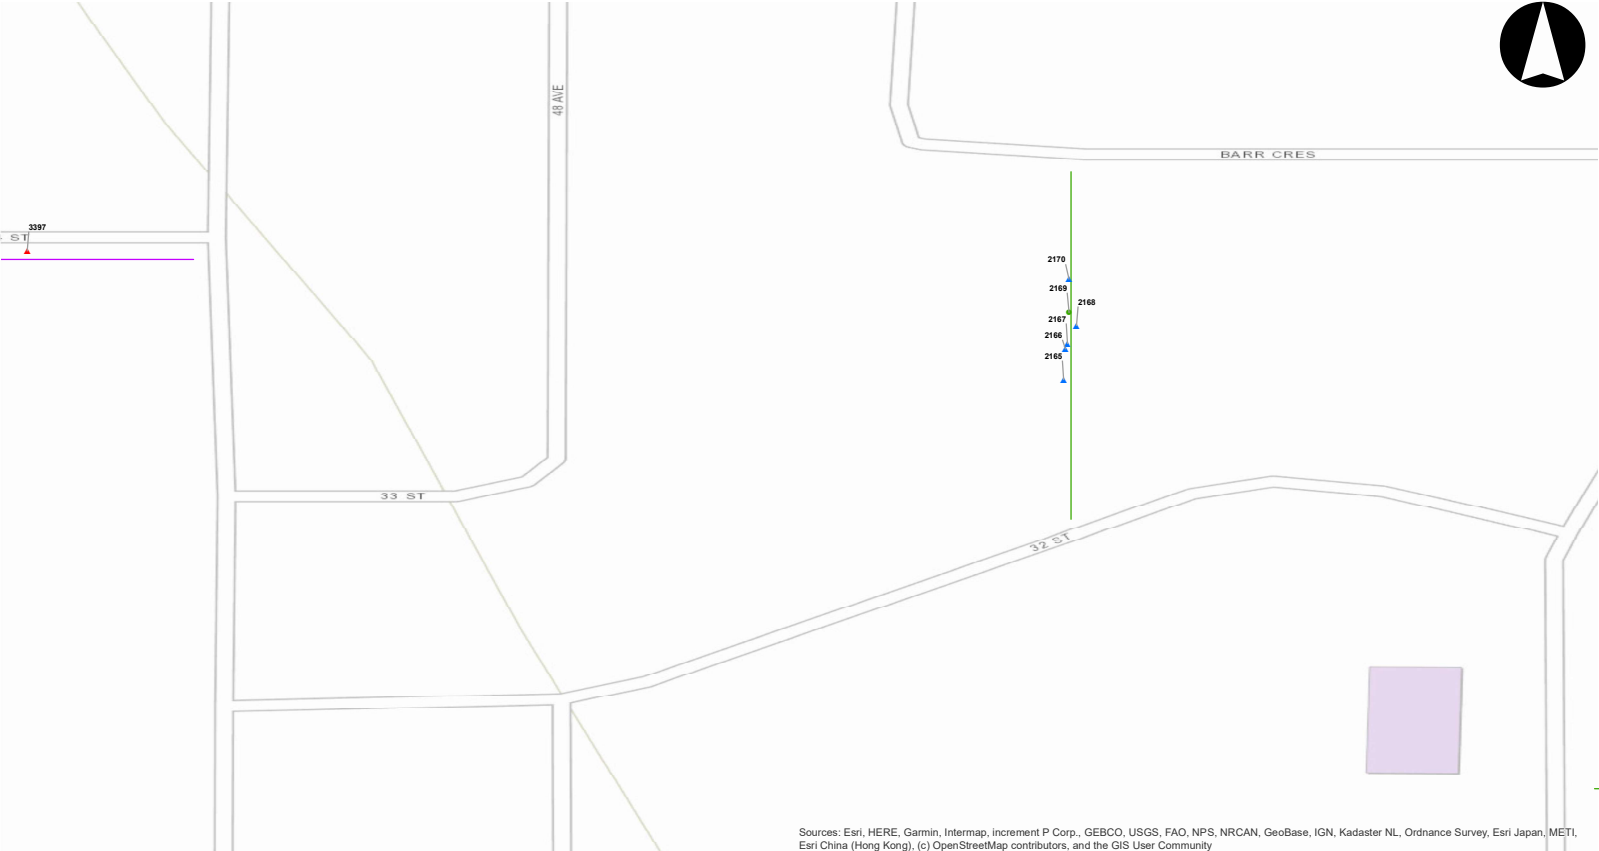 48 AVE
BARR CRES
3397
ST
2170
2169
2168
2167
2166
2165
33 ST
32 ST
Sources: Esri, HERE, Garmin, Intermap, increment P Corp., GEBCO, USGS, FAO, NPS, NRCAN, GeoBase, IGN, Kadaster NL, Ordnance Survey, Esri Japan, METI,
Esri China (Hong Kong), (c) OpenStreetMap contributors, and the GIS User Community